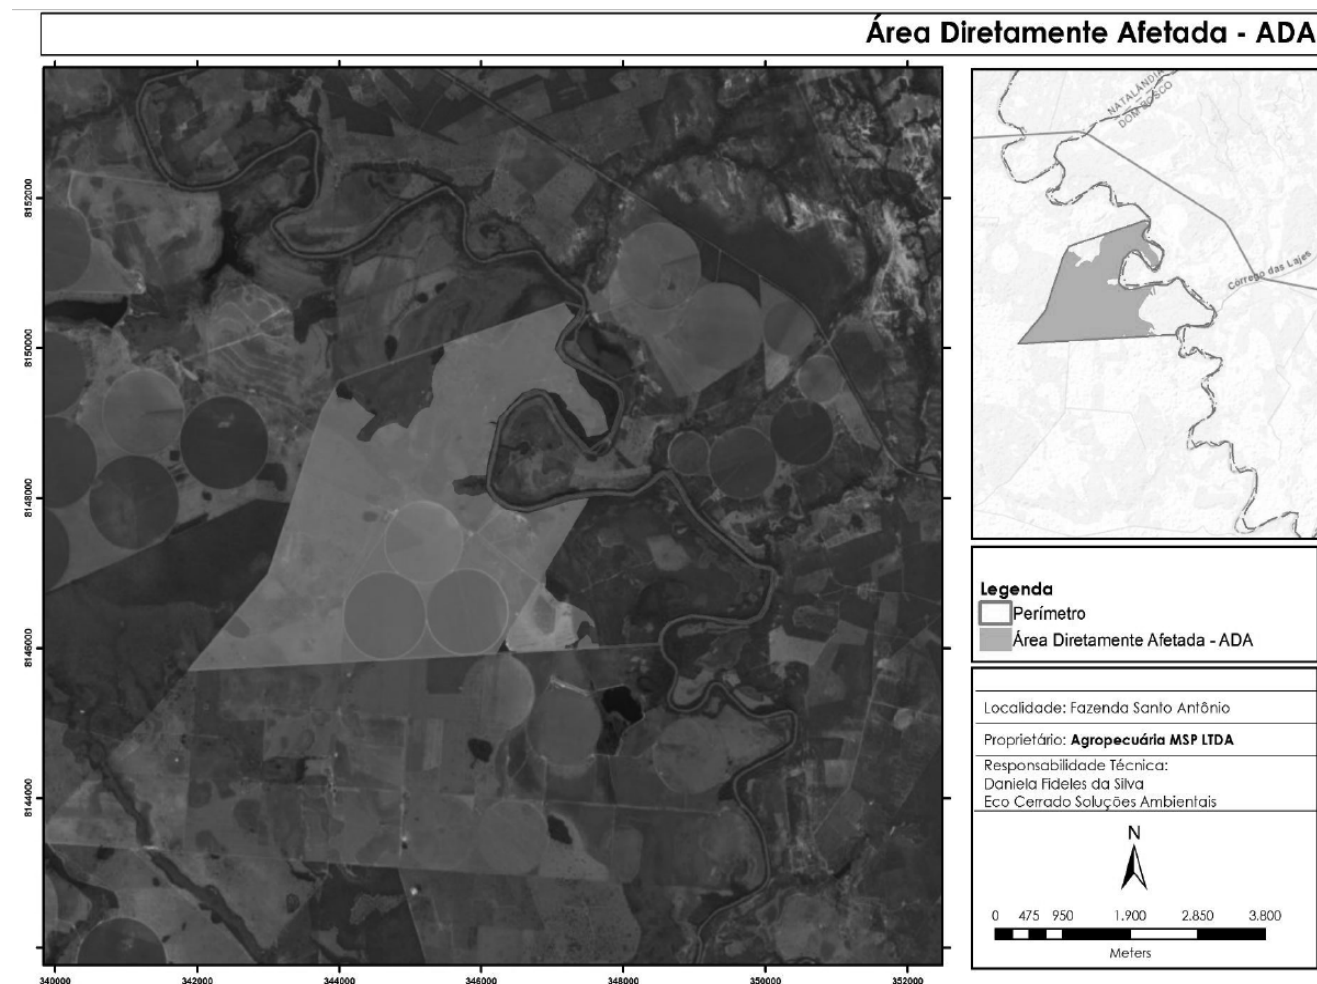 Área Diretamente Afetada - ADA
8152000
8150000
8148000
8146000
8144000
340000
342000
344000
346000
348000
350000
352000
NATALÂNDIA
DOM BOSCO
Corrego das Lajes
Legenda
Perímetro
Área Diretamente Afetada - ADA
Localidade: Fazenda Santo Antônio
Proprietário: Agropecuária MSP LTDA
Responsabilidade Técnica:
Daniela Fideles da Silva
Eco Cerrado Soluções Ambientais
N
0 475 950 1.900 2.850 3.800
Meters